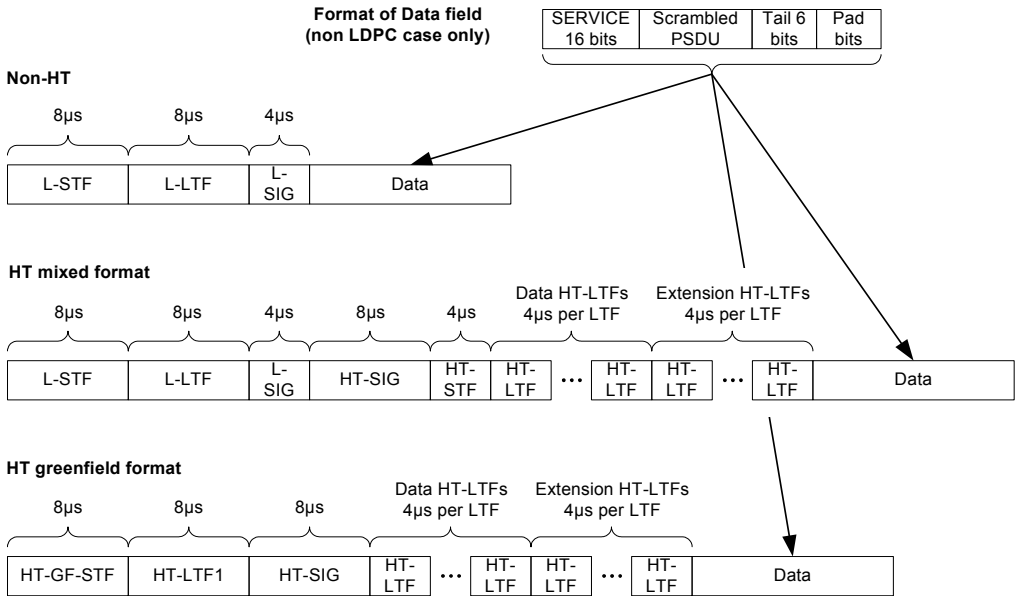 Format of Data field
(non LDPC case only)
SERVICE 16 bits
Scrambled PSDU
Tail 6 bits
Pad bits
Non-HT
8µs 8µs 4µs
L-STF L-LTF L-SIG Data
HT mixed format
Data HT-LTFs
4µs per LTF
Extension HT-LTFs
4µs per LTF
8µs 8µs 4µs 8µs 4µs
L-STF L-LTF L-SIG HT-SIG HT-STF HT-LTF ... HT-LTF HT-LTF ... HT-LTF Data
HT greenfield format
Data HT-LTFs
4µs per LTF
Extension HT-LTFs
4µs per LTF
8µs 8µs 8µs
HT-GF-STF HT-LTF1 HT-SIG HT-LTF ... HT-LTF HT-LTF ... HT-LTF Data